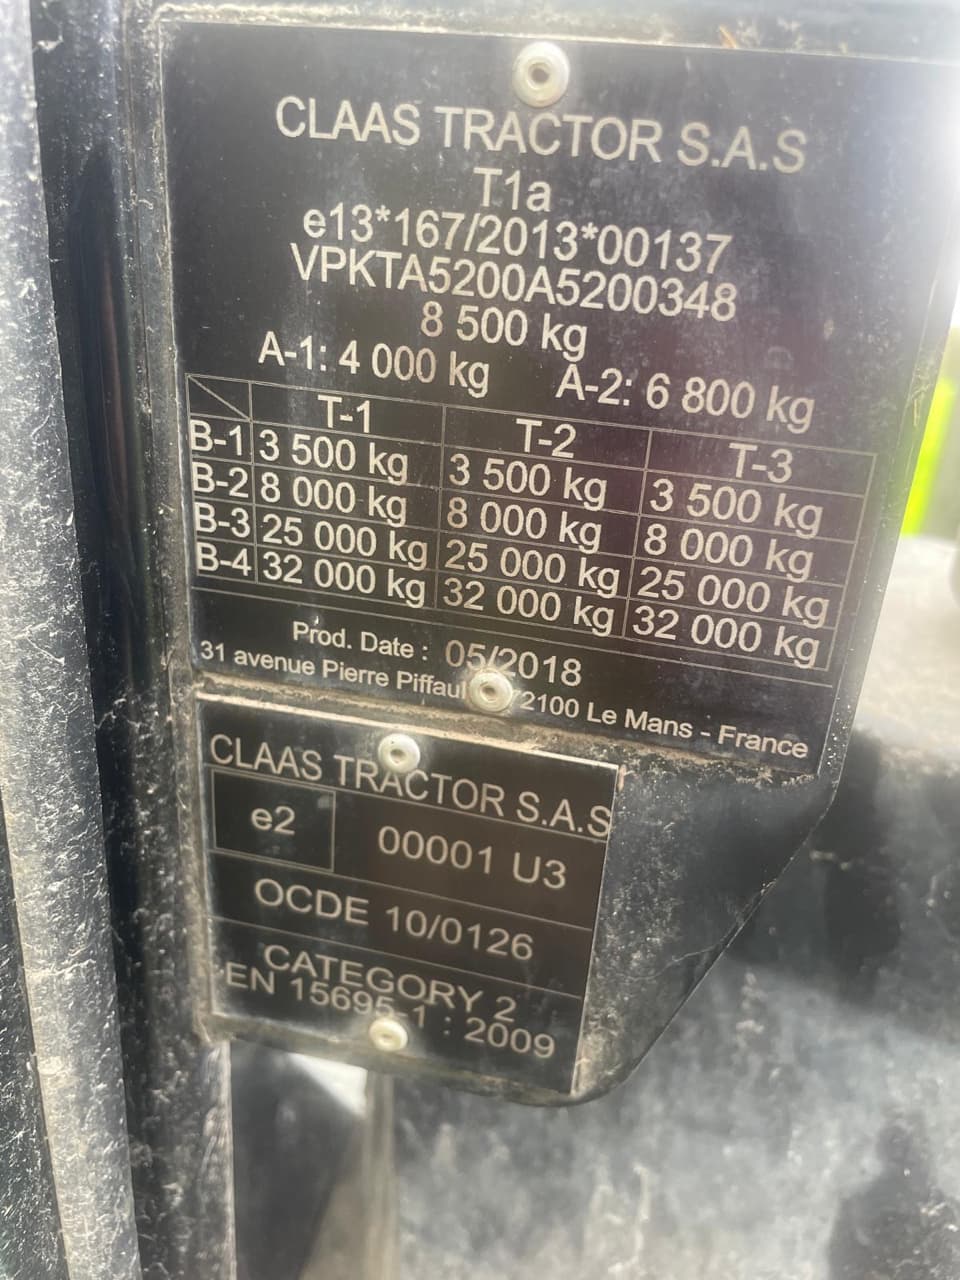 CLAAS TRACTOR S.A.S
T1a
e13*167/2013*00137
VPKTA5200A5200348
8 500 kg
A-1: 4 000 kg A-2: 6 800 kg
T-1 T-2 T-3
B-1 3 500 kg 3 500 kg 3 500 kg
B-2 8 000 kg 8 000 kg 8 000 kg
B-3 25 000 kg 25 000 kg 25 000 kg
B-4 32 000 kg 32 000 kg 32 000 kg
Prod. Date : 05/2018
31 avenue Pierre 2100 Le Mans - France
CLAAS TRACTOR S.A.S
e2 00001 U3
OCDE 10/0126
CATEGORY 2
EN 15695-1 : 2009